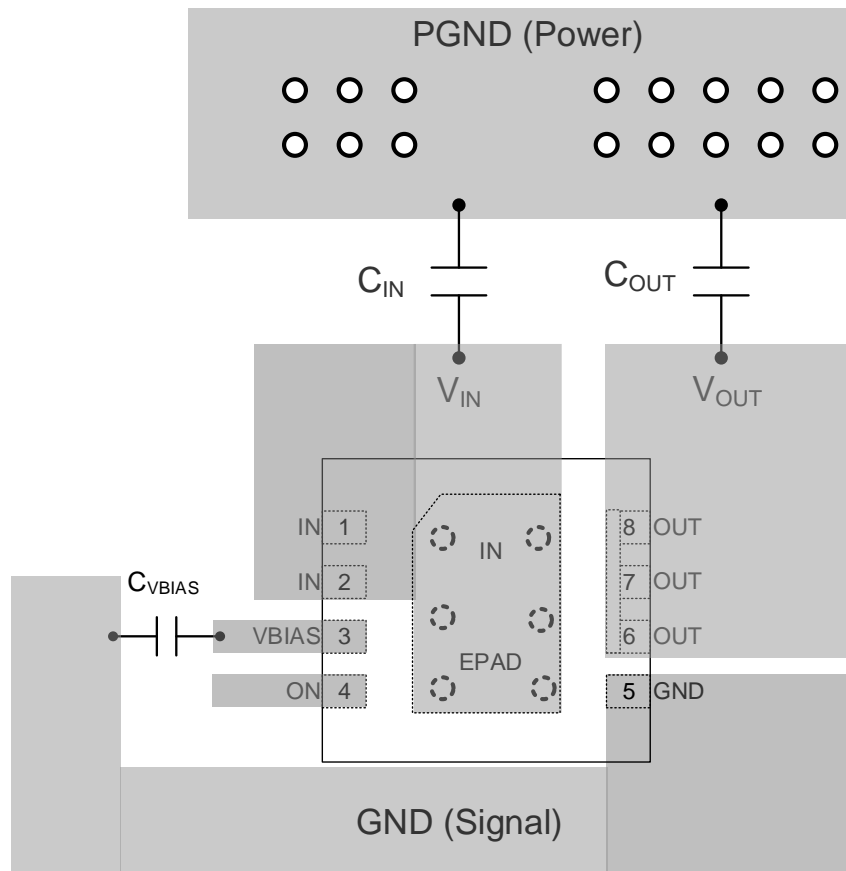 PGND (Power)
CIN
COUT
VIN
VOUT
IN 1
8 OUT
IN
IN 2
7 OUT
CVBIAS
VBIAS 3
6 OUT
EPAD
ON 4
5 GND
GND (Signal)